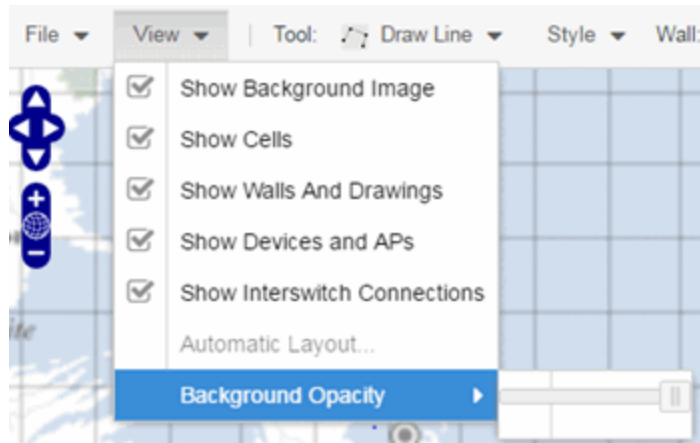 File View Tool: Draw Line Style Wall:
Show Background Image
Show Cells
Show Walls And Drawings
Show Devices and APs
Show Interswitch Connections
Automatic Layout...
Background Opacity